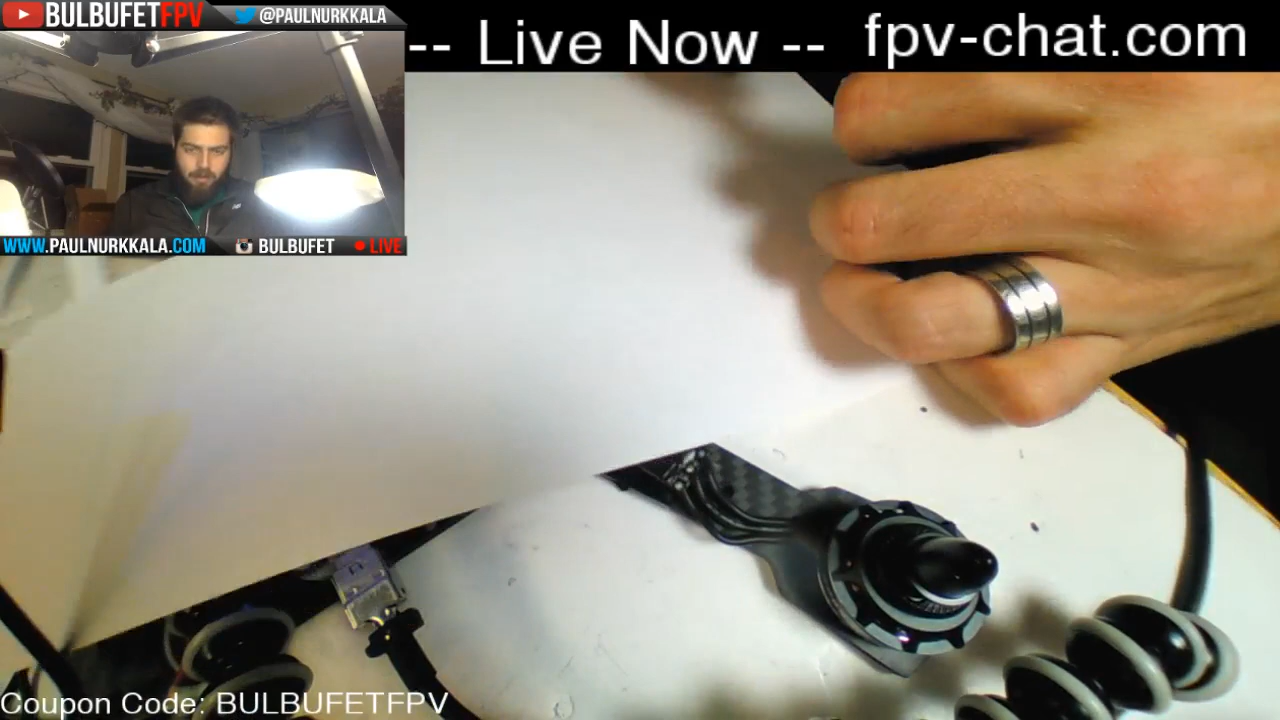 BULBUFETFPV
@PAULNURKKALA
-- Live Now --
fpv-chat.com
WWW.PAULNURKKALA.COM
BULBUFET
LIVE
Coupon Code: BULBUFETFPV